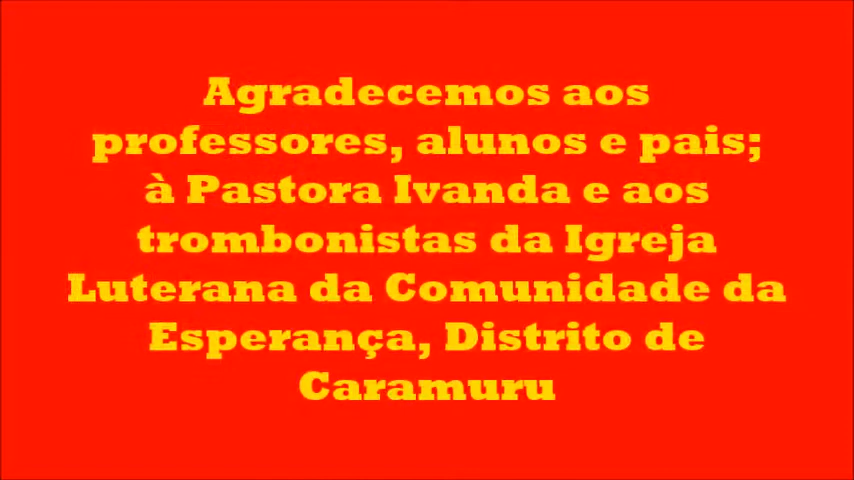 Agradecemos aos
professores, alunos e pais;
à Pastora Ivanda e aos
trombonistas da Igreja
Luterana da Comunidade da
Esperança, Distrito de
Caramuru